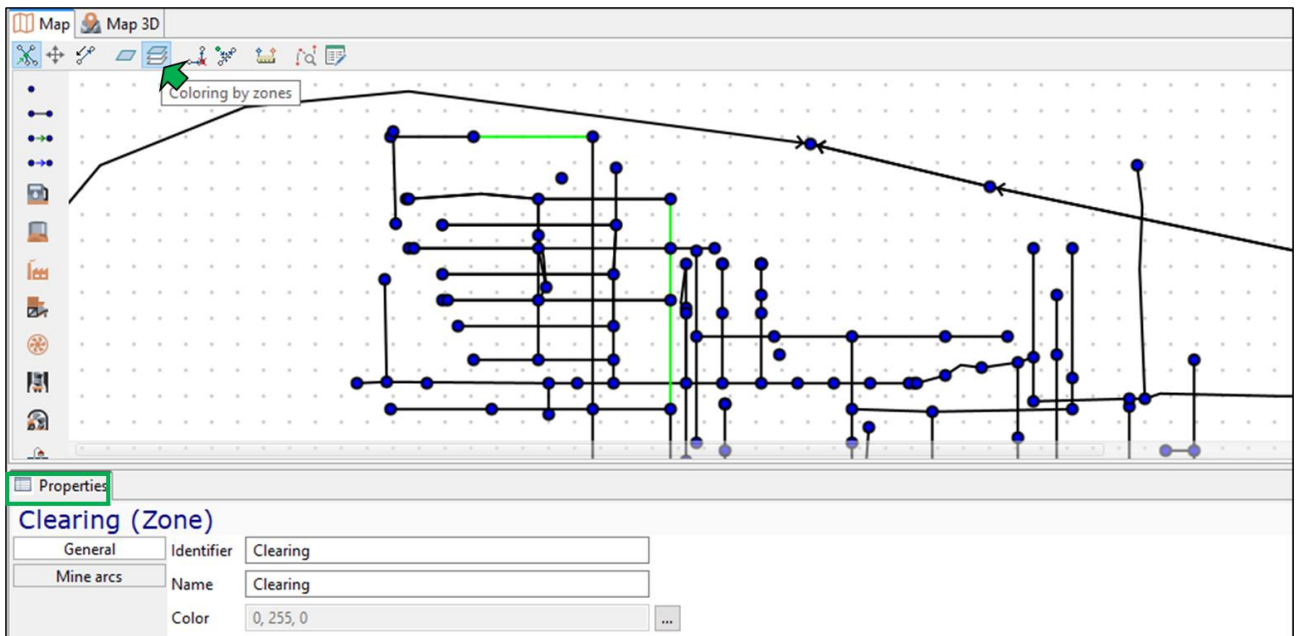 Map Map 3D
Coloring by zones
Properties
Clearing (Zone)
General Identifier Clearing
Mine arcs Name Clearing
Color 0, 255, 0 ...